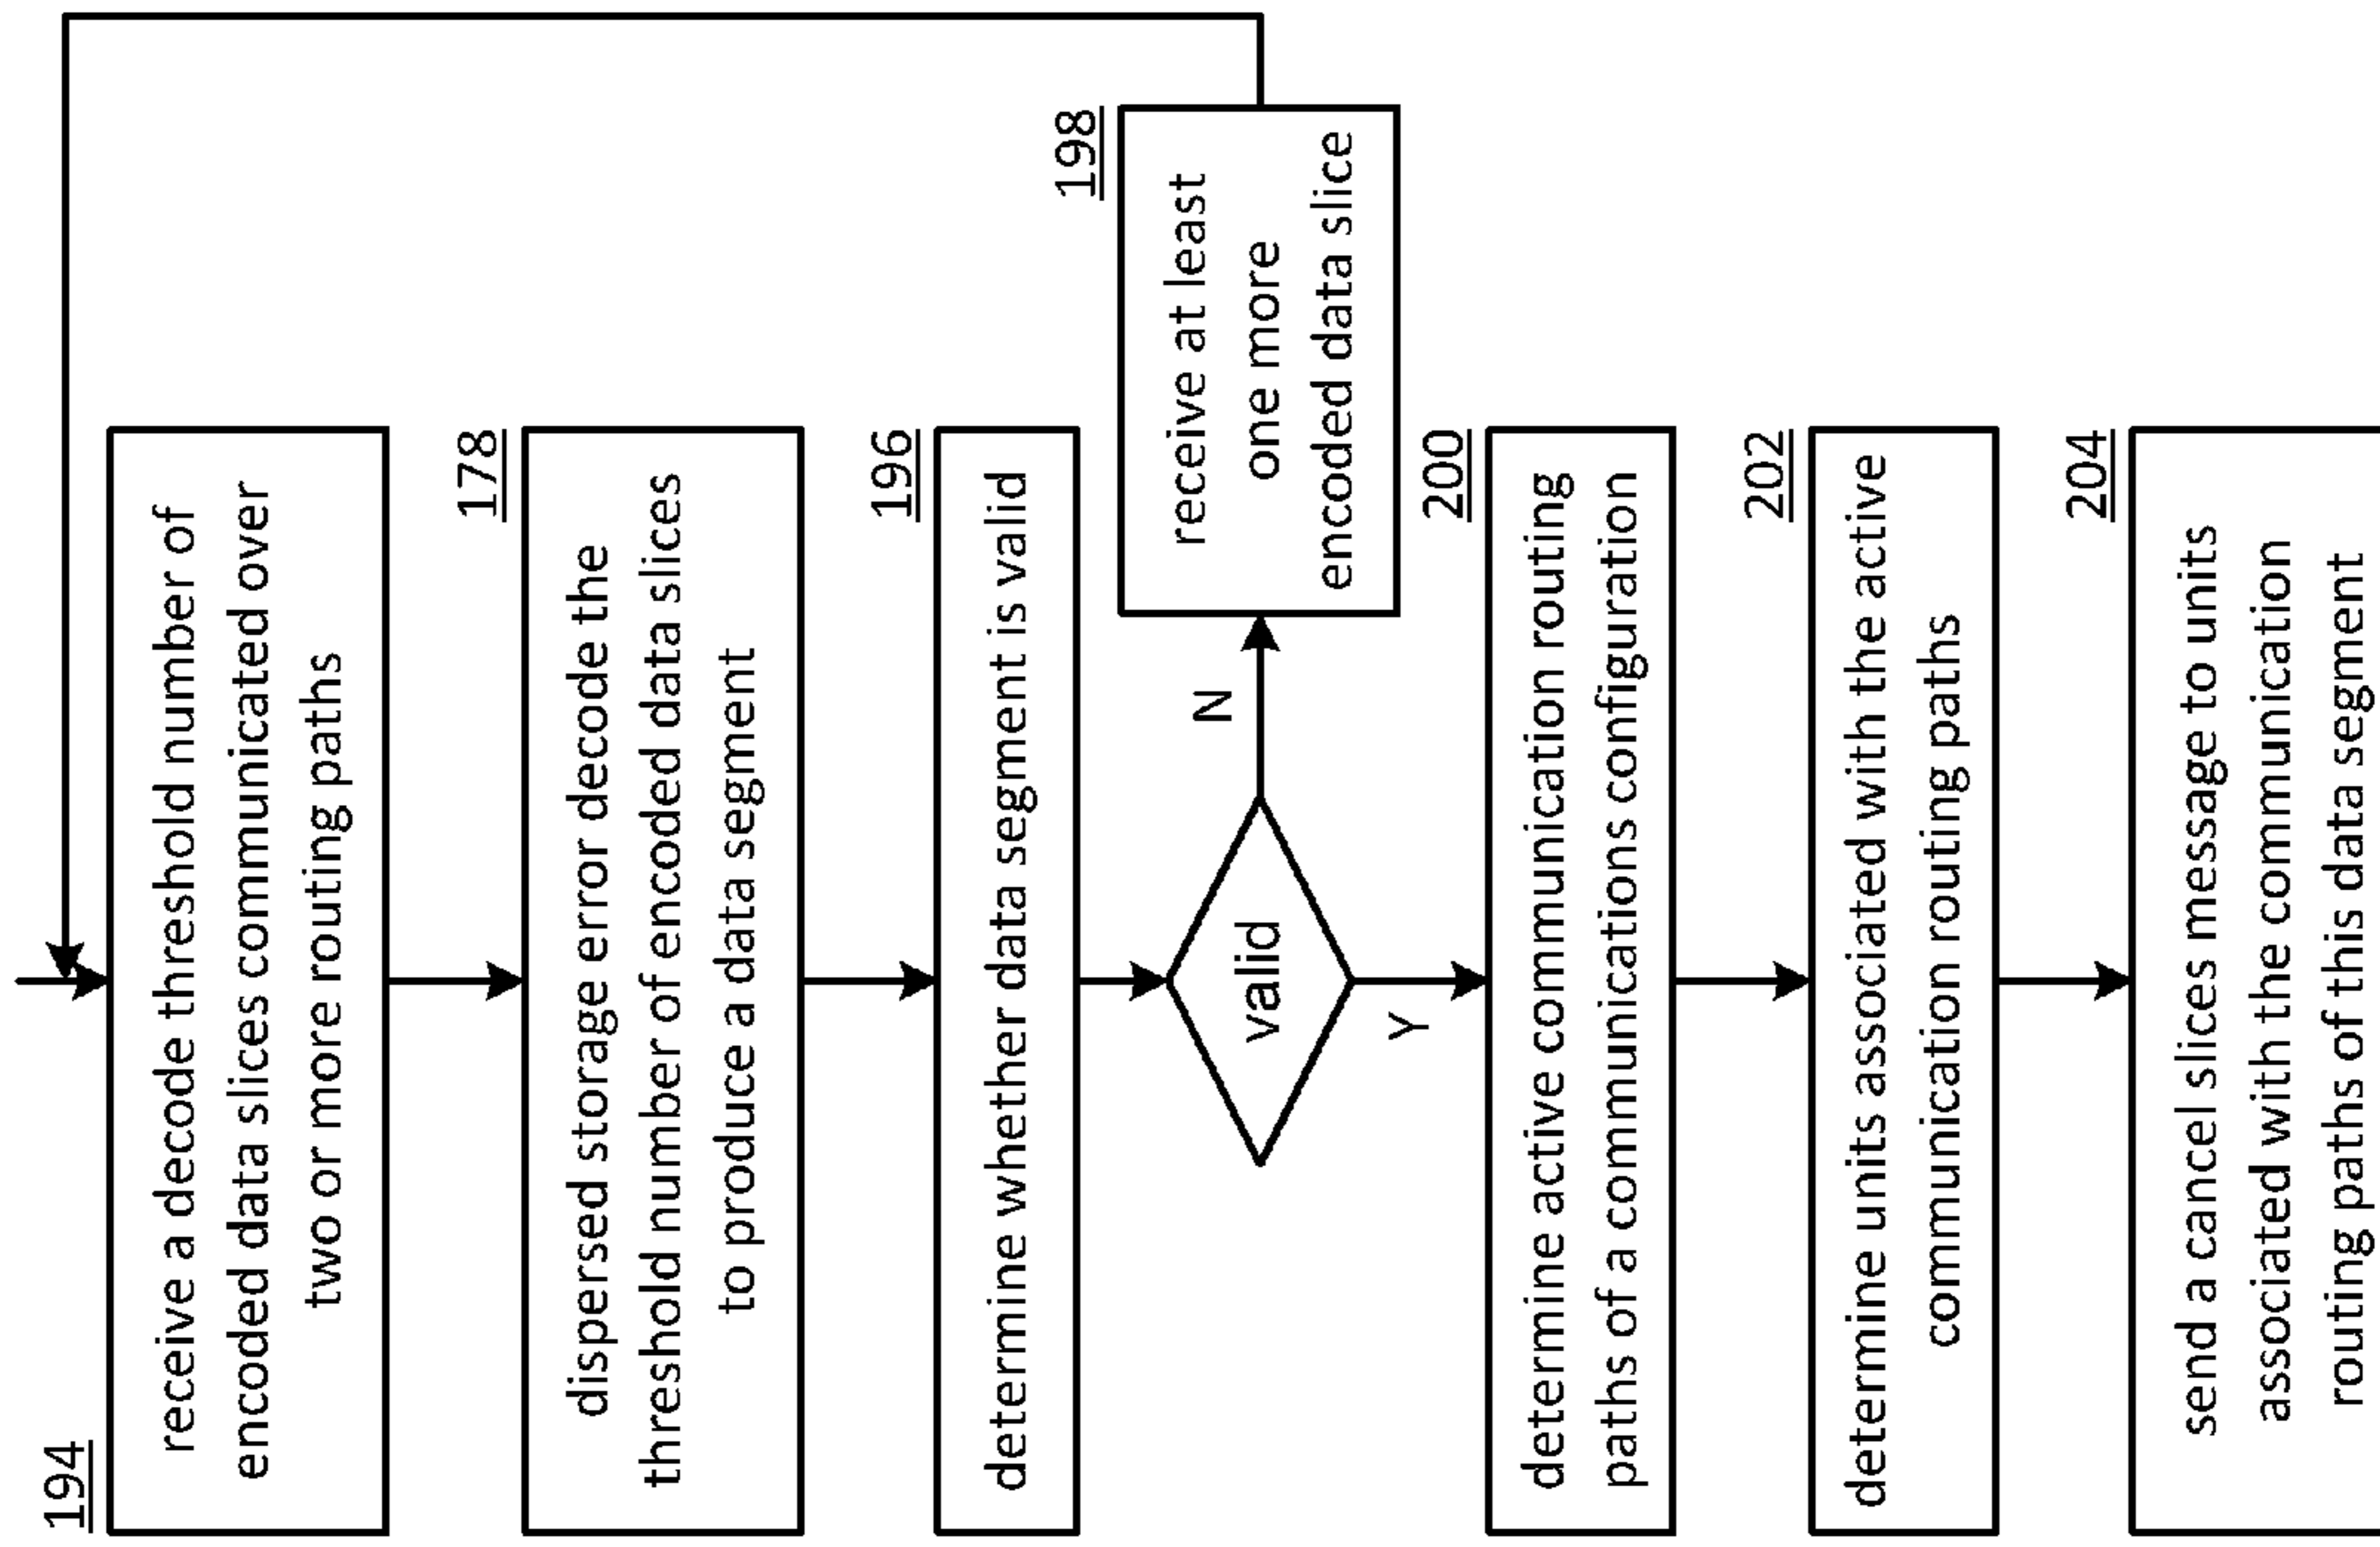 194
receive a decode threshold number of
encoded data slices communicated over
two or more routing paths
178
dispersed storage error decode the
threshold number of encoded data slices
to produce a data segment
196
determine whether data segment is valid
valid
N
198
receive at least
one more
encoded data slice
Y
200
determine active communication routing
paths of a communications configuration
202
determine units associated with the active
communication routing paths
204
send a cancel slices message to units
associated with the communication
routing paths of this data segment